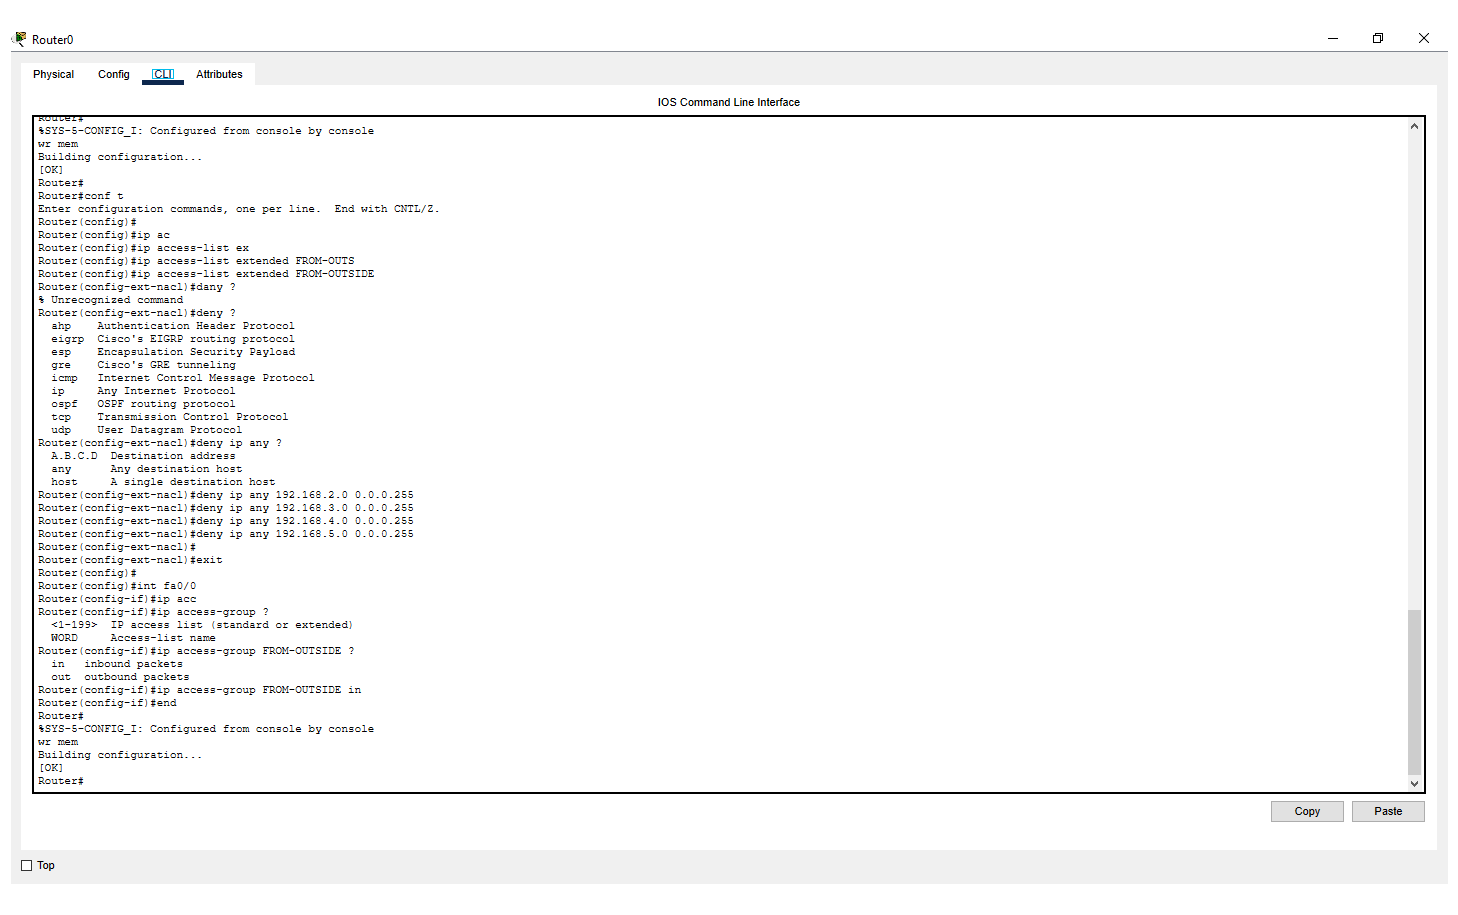 Router0
Physical Config CLI Attributes
IOS Command Line Interface
Router#
%SYS-5-CONFIG_I: Configured from console by console
wr mem
Building configuration...
[OK]
Router#
Router#conf t
Enter configuration commands, one per line.  End with CNTL/Z.
Router(config)#
Router(config)#ip ac
Router(config)#ip access-list ex
Router(config)#ip access-list extended FROM-OUTS
Router(config)#ip access-list extended FROM-OUTSIDE
Router(config-ext-nacl)#dany ?
% Unrecognized command
Router(config-ext-nacl)#deny ?
  ahp    Authentication Header Protocol
  eigrp  Cisco's EIGRP routing protocol
  esp    Encapsulation Security Payload
  gre    Cisco's GRE tunneling
  icmp   Internet Control Message Protocol
  ip     Any Internet Protocol
  ospf   OSPF routing protocol
  tcp    Transmission Control Protocol
  udp    User Datagram Protocol
Router(config-ext-nacl)#deny ip any ?
  A.B.C.D  Destination address
  any      Any destination host
  host     A single destination host
Router(config-ext-nacl)#deny ip any 192.168.2.0 0.0.0.255
Router(config-ext-nacl)#deny ip any 192.168.3.0 0.0.0.255
Router(config-ext-nacl)#deny ip any 192.168.4.0 0.0.0.255
Router(config-ext-nacl)#deny ip any 192.168.5.0 0.0.0.255
Router(config-ext-nacl)#
Router(config-ext-nacl)#exit
Router(config)#
Router(config)#int fa0/0
Router(config-if)#ip acc
Router(config-if)#ip access-group ?
  <1-199>  IP access list (standard or extended)
  WORD     Access-list name
Router(config-if)#ip access-group FROM-OUTSIDE ?
  in   inbound packets
  out  outbound packets
Router(config-if)#ip access-group FROM-OUTSIDE in
Router(config-if)#end
Router#
%SYS-5-CONFIG_I: Configured from console by console
wr mem
Building configuration...
[OK]
Router#
Copy Paste
Top